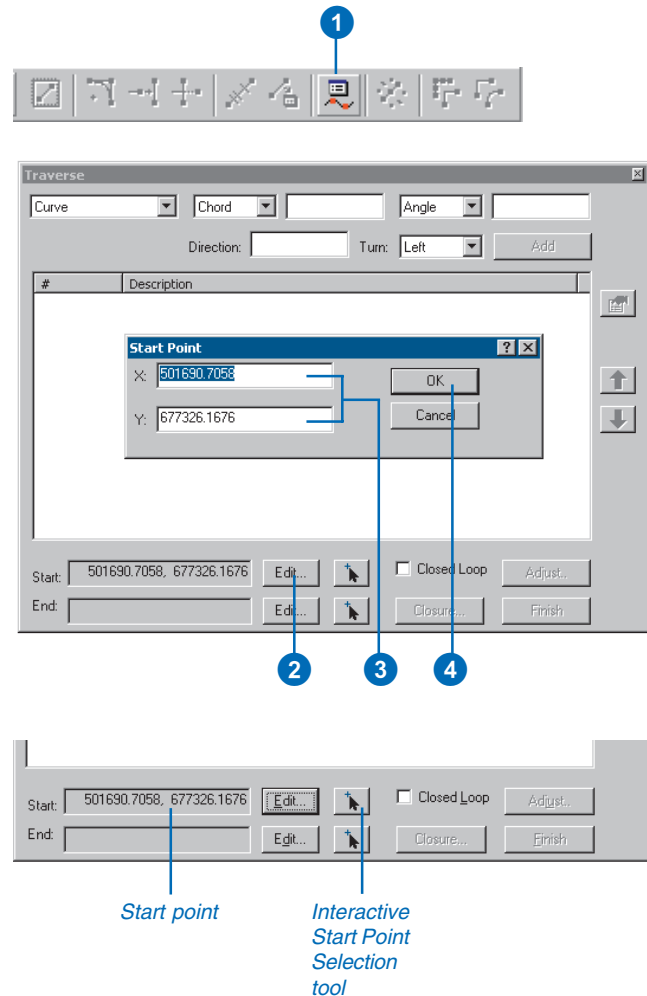 1
Traverse
Curve Chord Angle
Direction: Turn: Left Add
# Description
Start Point
X: 501690.7058 OK
Y: 677326.1676 Cancel
Start: 501690.7058, 677326.1676 Edit... Closed Loop Adjust..
End: Edit... Closure... Finish
2 3 4
Start: 501690.7058, 677326.1676 Edit... Closed Loop Adjust..
End: Edit... Closure... Finish
Start point
Interactive
Start Point
Selection
tool